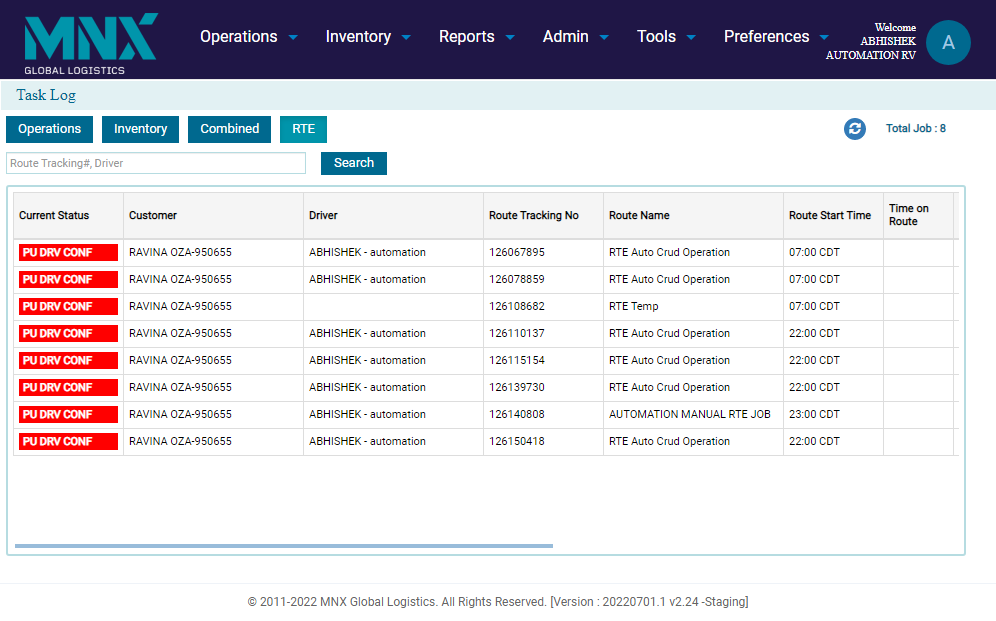 MNX
GLOBAL LOGISTICS
Operations Inventory Reports Admin Tools Preferences
Welcome
ABHISHEK
AUTOMATION RV
A
Task Log
Operations Inventory Combined RTE Total Job : 8
Route Tracking#, Driver Search
Current Status Customer Driver Route Tracking No Route Name Route Start Time Time on Route
PU DRV CONF RAVINA OZA-950655 ABHISHEK - automation 126067895 RTE Auto Crud Operation 07:00 CDT
PU DRV CONF RAVINA OZA-950655 ABHISHEK - automation 126078859 RTE Auto Crud Operation 07:00 CDT
PU DRV CONF RAVINA OZA-950655 126108682 RTE Temp 07:00 CDT
PU DRV CONF RAVINA OZA-950655 ABHISHEK - automation 126110137 RTE Auto Crud Operation 22:00 CDT
PU DRV CONF RAVINA OZA-950655 ABHISHEK - automation 126115154 RTE Auto Crud Operation 22:00 CDT
PU DRV CONF RAVINA OZA-950655 ABHISHEK - automation 126139730 RTE Auto Crud Operation 22:00 CDT
PU DRV CONF RAVINA OZA-950655 ABHISHEK - automation 126140808 AUTOMATION MANUAL RTE JOB 23:00 CDT
PU DRV CONF RAVINA OZA-950655 ABHISHEK - automation 126150418 RTE Auto Crud Operation 22:00 CDT
© 2011-2022 MNX Global Logistics. All Rights Reserved. [Version : 20220701.1 v2.24 -Staging]